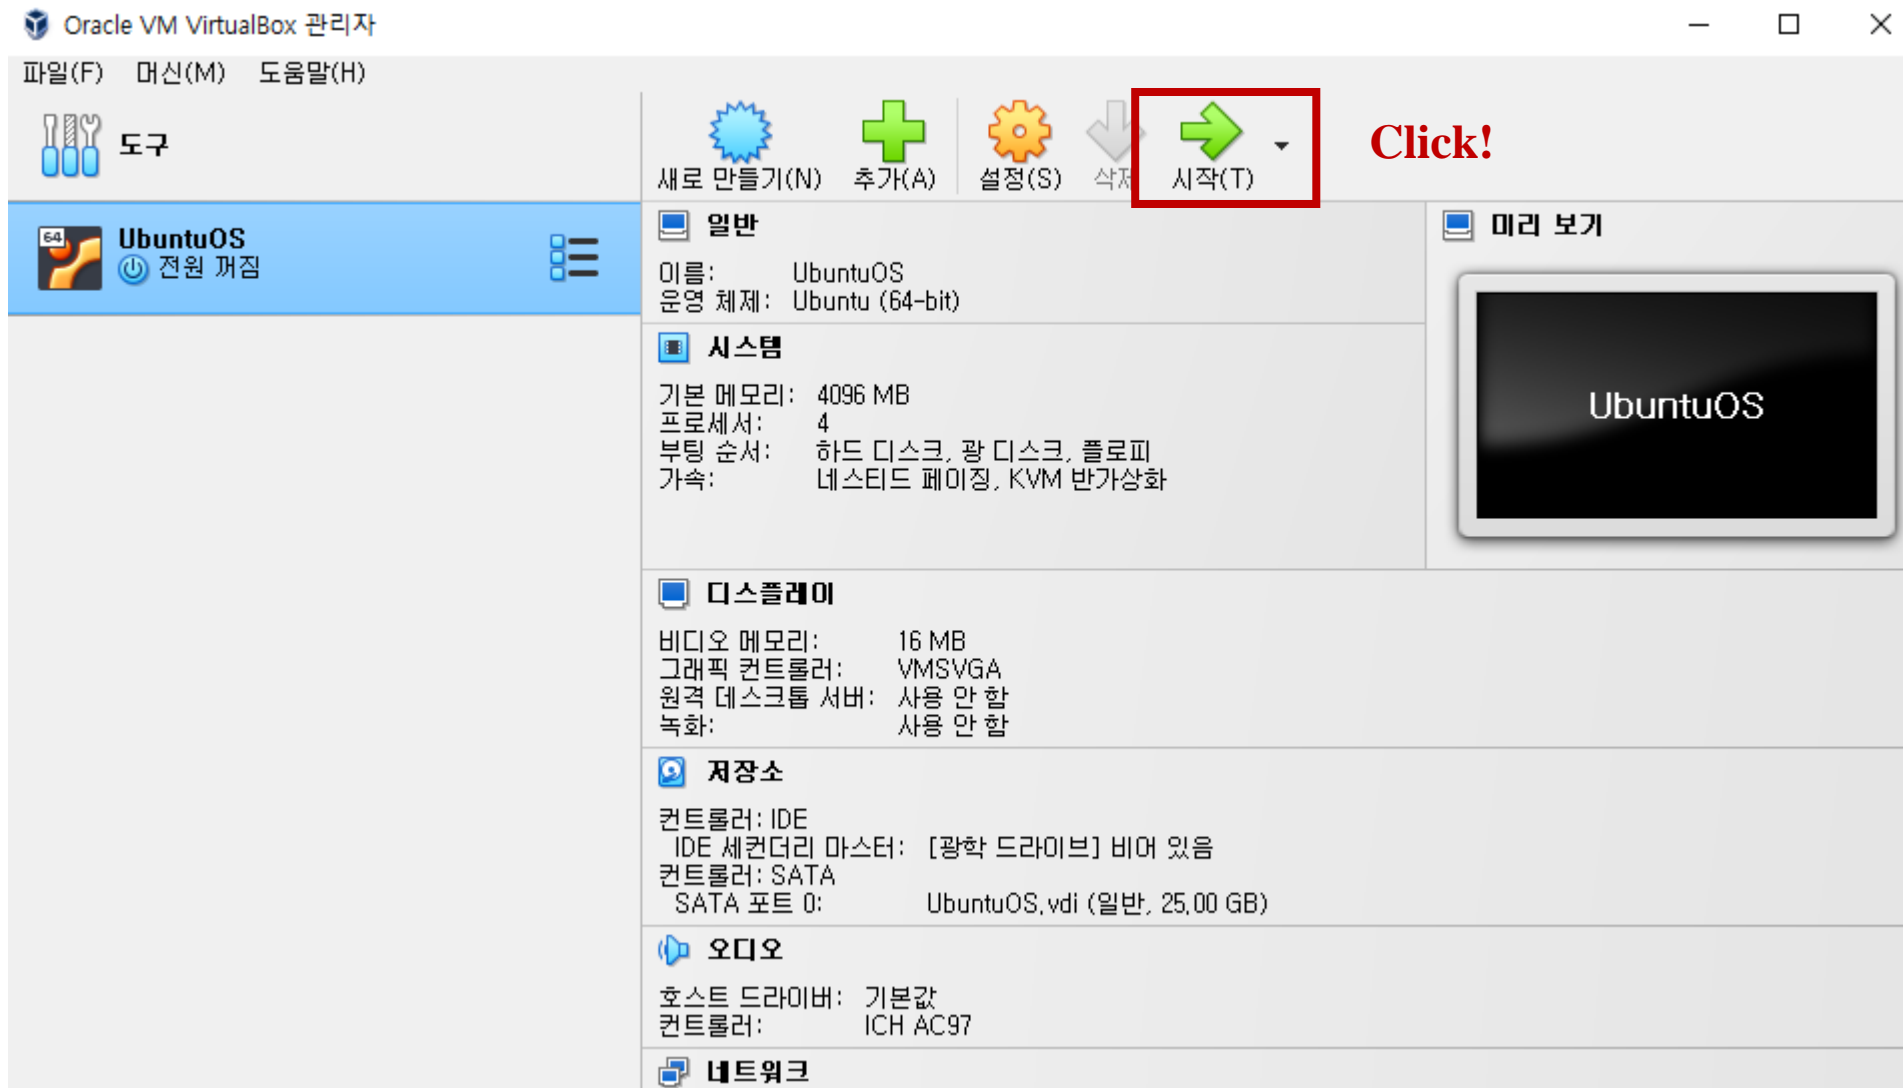 Oracle VM VirtualBox 관리자
파일(F) 머신(M) 도움말(H)
도구
새로 만들기(N) 추가(A) 설정(S) 시작(T)
Click!
64
UbuntuOS
전원 꺼짐
일반
이름: UbuntuOS
운영 체제: Ubuntu (64-bit)
미리 보기
UbuntuOS
시스템
기본 메모리: 4096 MB
프로세서: 4
부팅 순서: 하드 디스크, 광 디스크, 플로피
가속: 네스티드 페이징, KVM 반가상화
디스플레이
비디오 메모리: 16 MB
그래픽 컨트롤러: VMSVGA
원격 데스크톱 서버: 사용 안 함
녹화: 사용 안 함
저장소
컨트롤러: IDE
IDE 세컨더리 마스터: [광학 드라이브] 비어 있음
컨트롤러: SATA
SATA 포트 0: UbuntuOS.vdi (일반, 25.00 GB)
오디오
호스트 드라이버: 기본값
컨트롤러: ICH AC97
네트워크